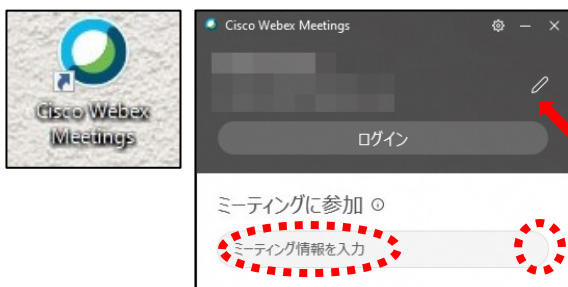 Cisco Webex
Meetings
Cisco Webex Meetings
ログイン
ミーティングに参加
ミーティング情報を入力